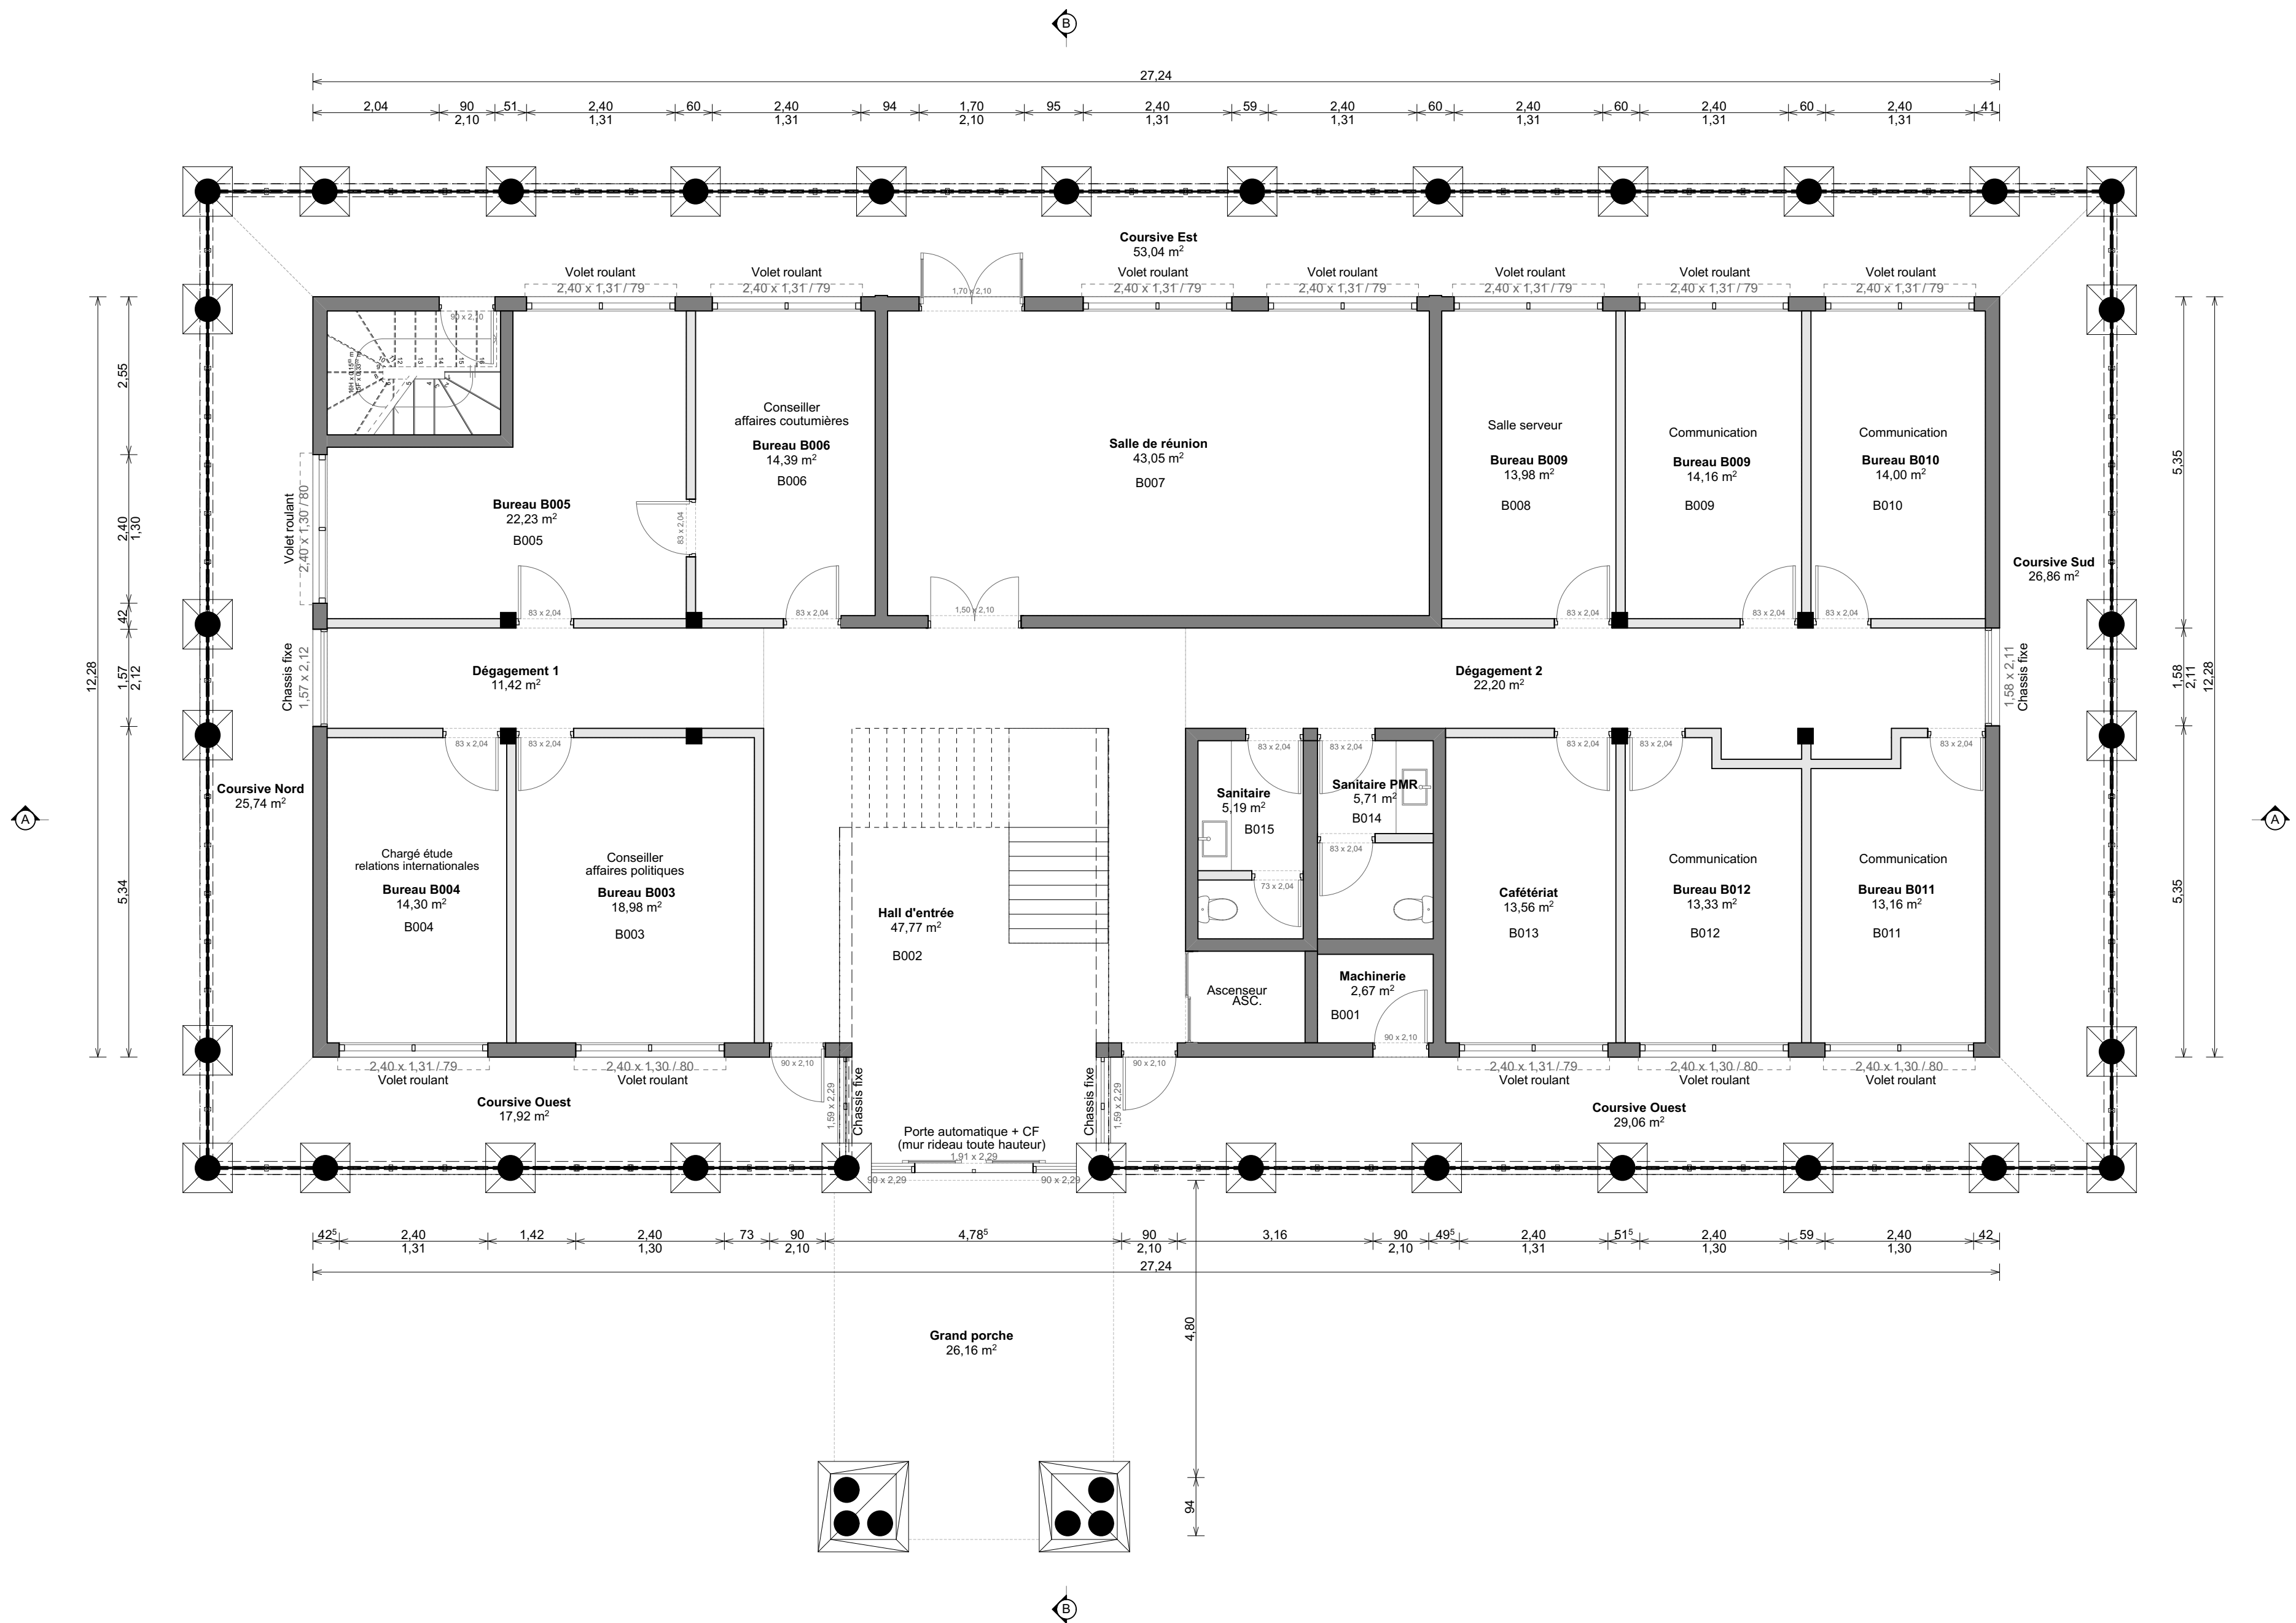 B
27,24
2,04 90 51 2,40 60 2,40 94 1,70 95 2,40 59 2,40 60 2,40 60 2,40 60 2,40 41
2,10 1,31 1,31 2,10 1,31 1,31 1,31 1,31 1,31
Coursive Est
53,04 m²
Volet roulant
2,40 x 1,31 / 79
Volet roulant
2,40 x 1,31 / 79
1,70 x 2,10
Volet roulant
2,40 x 1,31 / 79
Volet roulant
2,40 x 1,31 / 79
Volet roulant
2,40 x 1,31 / 79
Volet roulant
2,40 x 1,31 / 79
Volet roulant
2,40 x 1,31 / 79
90 x 2,10
12 13 14 15 16
12,28
2,55
2,40
1,30
42
1,57
2,12
5,34
Volet roulant
2,40 x 1,30 / 80
Chassis fixe
1,57 x 2,12
Bureau B005
22,23 m²
B005
83 x 2,04
83 x 2,04
Conseiller
affaires coutumières
Bureau B006
14,39 m²
B006
83 x 2,04
Salle de réunion
43,05 m²
B007
1,50 x 2,10
Salle serveur
Bureau B009
13,98 m²
B008
83 x 2,04
Communication
Bureau B009
14,16 m²
B009
83 x 2,04
Communication
Bureau B010
14,00 m²
B010
83 x 2,04
Coursive Sud
26,86 m²
5,35
1,58
2,11
5,35
12,28
1,58 x 2,11
Chassis fixe
Dégagement 1
11,42 m²
Dégagement 2
22,20 m²
A
Coursive Nord
25,74 m²
83 x 2,04
83 x 2,04
Chargé étude
relations internationales
Bureau B004
14,30 m²
B004
Conseiller
affaires politiques
Bureau B003
18,98 m²
B003
Hall d'entrée
47,77 m²
B002
83 x 2,04
Sanitaire
5,19 m²
B015
73 x 2,04
83 x 2,04
Sanitaire PMR
5,71 m²
B014
83 x 2,04
Ascenseur
ASC.
Machinerie
2,67 m²
B001
90 x 2,10
83 x 2,04
Cafétériat
13,56 m²
B013
83 x 2,04
Communication
Bureau B012
13,33 m²
B012
83 x 2,04
Communication
Bureau B011
13,16 m²
B011
A
2,40 x 1,31 / 79
Volet roulant
2,40 x 1,30 / 80
Volet roulant
90 x 2,10
1,59 x 2,29
Chassis fixe
Chassis fixe
1,59 x 2,29
90 x 2,10
2,40 x 1,31 / 79
Volet roulant
2,40 x 1,30 / 80
Volet roulant
2,40 x 1,30 / 80
Volet roulant
Coursive Ouest
17,92 m²
Coursive Ouest
29,06 m²
Porte automatique + CF
(mur rideau toute hauteur)
1,91 x 2,29
90 x 2,29
90 x 2,29
42⁵ 2,40 1,42 2,40 73 90 4,78⁵ 90 3,16 90 49⁵ 2,40 51⁵ 2,40 59 2,40 42
1,31 1,30 2,10 2,10 2,10 1,31 1,30 1,30
27,24
4,80
94
Grand porche
26,16 m²
B